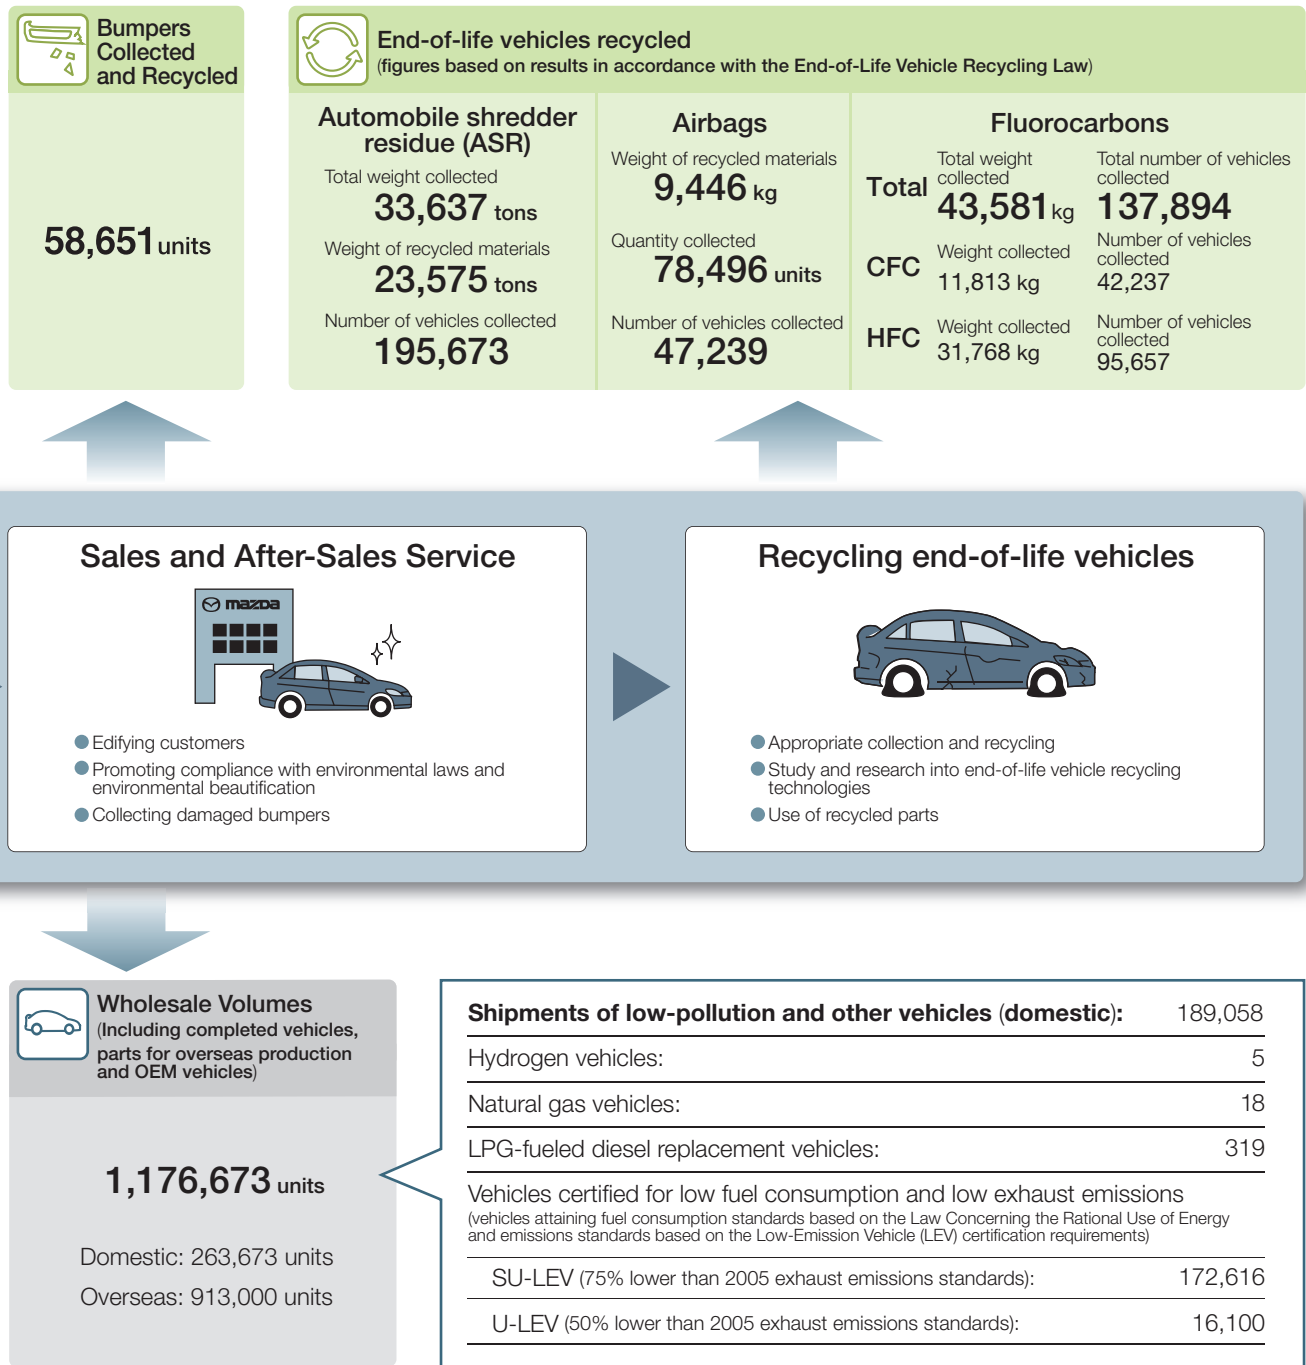 Bumpers
Collected
and Recycled
58,651 units
End-of-life vehicles recycled
(figures based on results in accordance with the End-of-Life Vehicle Recycling Law)
Automobile shredder
residue (ASR)
Total weight collected
33,637 tons
Weight of recycled materials
23,575 tons
Number of vehicles collected
195,673
Airbags
Weight of recycled materials
9,446 kg
Quantity collected
78,496 units
Number of vehicles collected
47,239
Fluorocarbons
Total
Total weight
collected
43,581 kg
Total number of vehicles
collected
137,894
CFC
Weight collected
11,813 kg
Number of vehicles
collected
42,237
HFC
Weight collected
31,768 kg
Number of vehicles
collected
95,657
Sales and After-Sales Service
mazda
● Edifying customers
● Promoting compliance with environmental laws and
environmental beautification
● Collecting damaged bumpers
Recycling end-of-life vehicles
● Appropriate collection and recycling
● Study and research into end-of-life vehicle recycling
technologies
● Use of recycled parts
Wholesale Volumes
(Including completed vehicles,
parts for overseas production
and OEM vehicles)
1,176,673 units
Domestic: 263,673 units
Overseas: 913,000 units
Shipments of low-pollution and other vehicles (domestic): 189,058
Hydrogen vehicles: 5
Natural gas vehicles: 18
LPG-fueled diesel replacement vehicles: 319
Vehicles certified for low fuel consumption and low exhaust emissions
(vehicles attaining fuel consumption standards based on the Law Concerning the Rational Use of Energy
and emissions standards based on the Low-Emission Vehicle (LEV) certification requirements)
SU-LEV (75% lower than 2005 exhaust emissions standards): 172,616
U-LEV (50% lower than 2005 exhaust emissions standards): 16,100